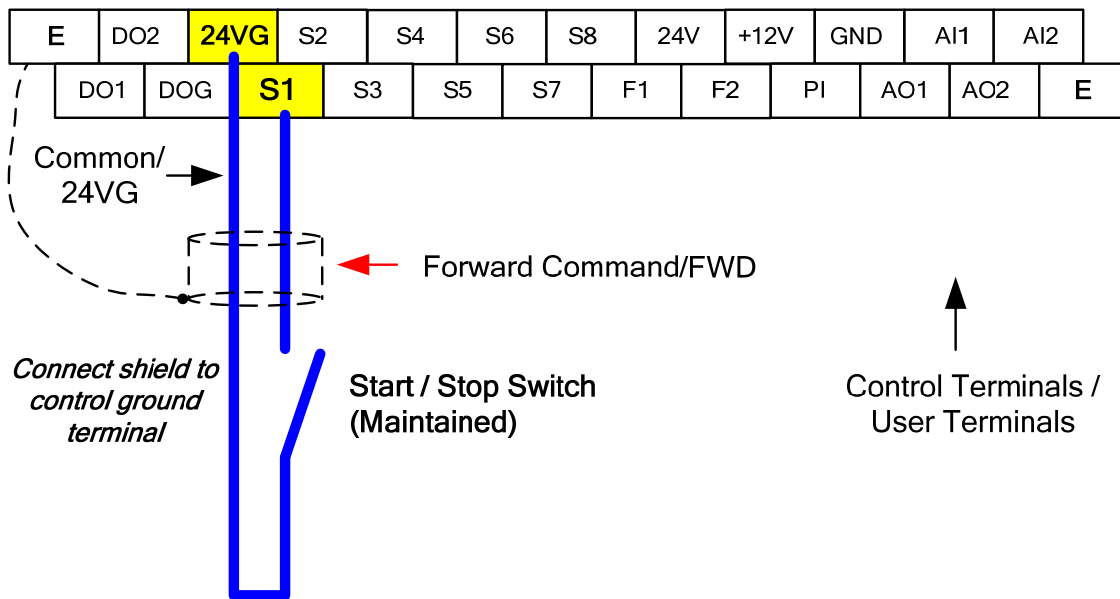 E DO2 24VG S2 S4 S6 S8 24V +12V GND AI1 AI2
DO1 DOG S1 S3 S5 S7 F1 F2 PI AO1 AO2 E
Common/
24VG
Forward Command/FWD
Connect shield to
control ground
terminal
Start / Stop Switch
(Maintained)
Control Terminals /
User Terminals